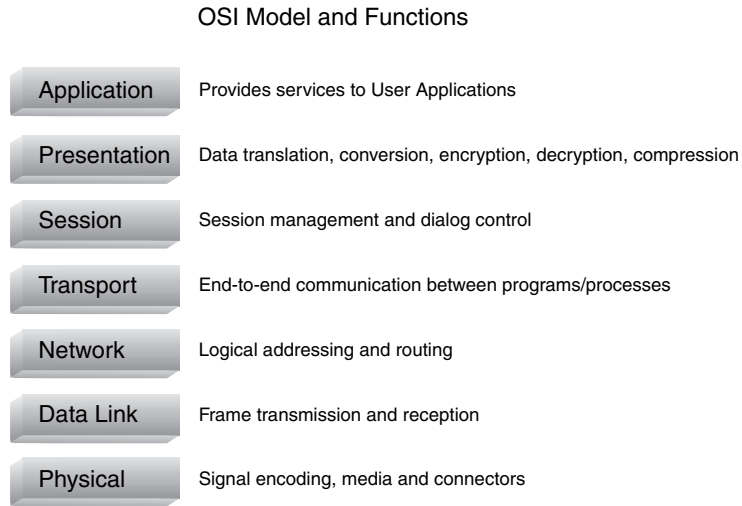 OSI Model and Functions
Application Provides services to User Applications
Presentation Data translation, conversion, encryption, decryption, compression
Session Session management and dialog control
Transport End-to-end communication between programs/processes
Network Logical addressing and routing
Data Link Frame transmission and reception
Physical Signal encoding, media and connectors